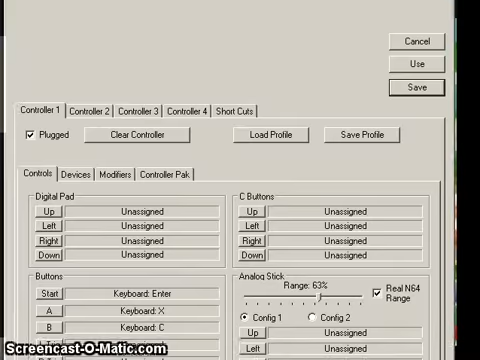 Cancel
Use
Save
Controller 1 Controller 2 Controller 3 Controller 4 Short Cuts
Plugged Clear Controller Load Profile Save Profile
Controls Devices Modifiers Controller Pak
Digital Pad
Up Unassigned
Left Unassigned
Right Unassigned
Down Unassigned
C Buttons
Up Unassigned
Left Unassigned
Right Unassigned
Down Unassigned
Buttons
Start Keyboard: Enter
A Keyboard: X
B Keyboard: C
Analog Stick
Range: 63%
Real N64
Range
Config 1 Config 2
Up Unassigned
Left Unassigned
Screencast-O-Matic.com